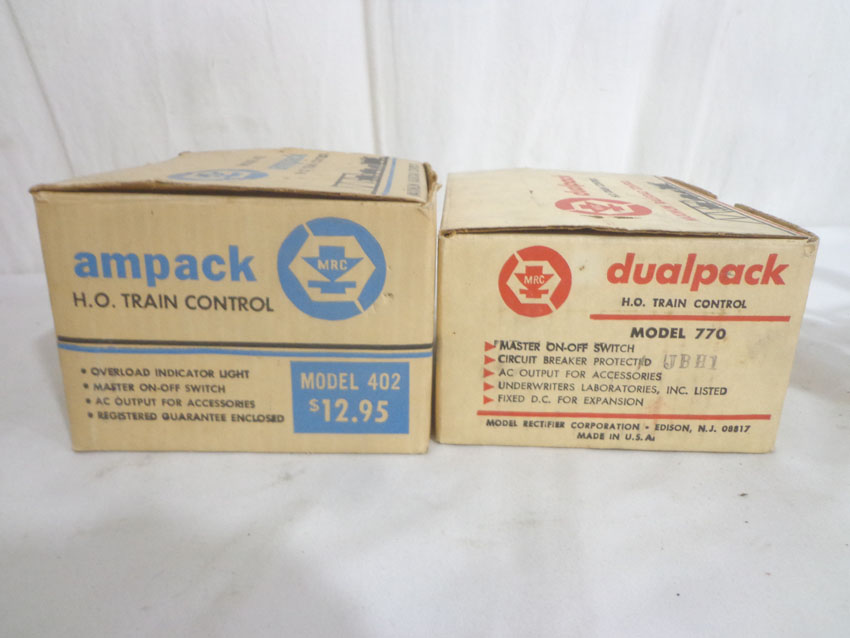 ampack
MRC
H.O. TRAIN CONTROL
• OVERLOAD INDICATOR LIGHT
• MASTER ON-OFF SWITCH
• AC OUTPUT FOR ACCESSORIES
• REGISTERED GUARANTEE ENCLOSED
MODEL 402
$12.95
MRC
dualpack
H.O. TRAIN CONTROL
MODEL 770
MASTER ON-OFF SWITCH
CIRCUIT BREAKER PROTECTED
AC OUTPUT FOR ACCESSORIES
UNDERWRITERS LABORATORIES, INC. LISTED
FIXED D.C. FOR EXPANSION
MODEL RECTIFIER CORPORATION • EDISON, N.J. 08817
MADE IN U.S.A.